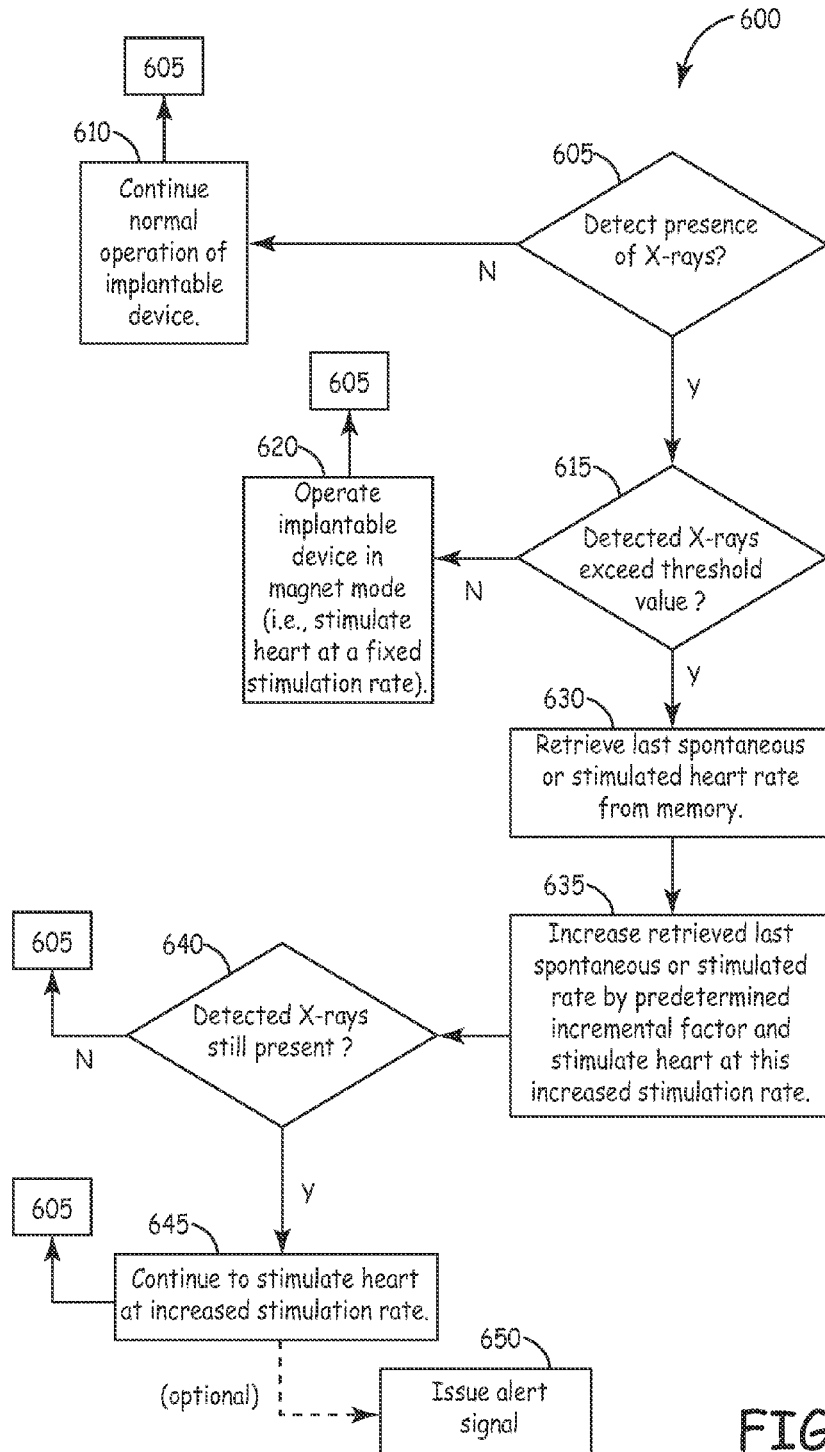 600
605
610
605
Continue
normal
operation of
implantable
device.
Detect presence
of X-rays?
N
Y
605
620
615
Operate
implantable
device in
magnet mode
(i.e., stimulate
heart at a fixed
stimulation rate).
Detected X-rays
exceed threshold
value ?
N
Y
630
Retrieve last spontaneous
or stimulated heart rate
from memory.
635
Increase retrieved last
spontaneous or stimulated
rate by predetermined
incremental factor and
stimulate heart at this
increased stimulation rate.
605
640
Detected X-rays
still present ?
N
Y
605
645
Continue to stimulate heart
at increased stimulation rate.
(optional)
650
Issue alert
signal
FIG